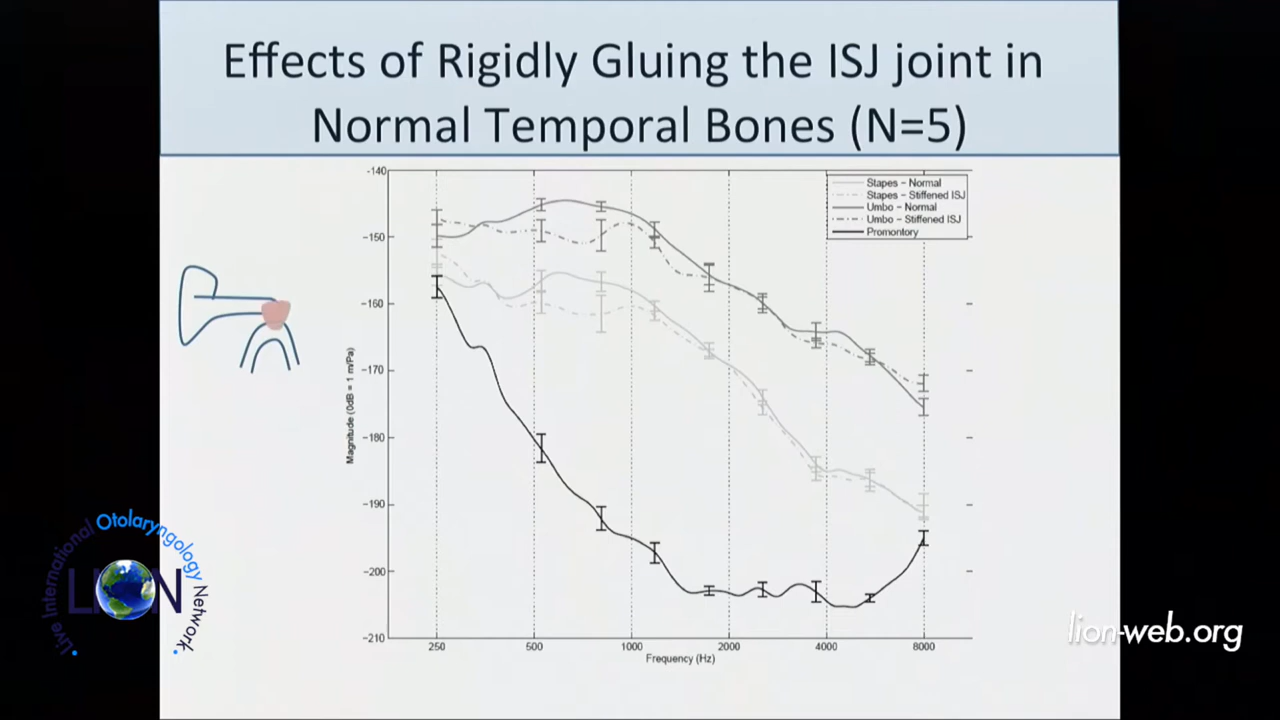 Effects of Rigidly Gluing the ISJ joint in
Normal Temporal Bones (N=5)
-140
-150
-160
-170
-180
-190
-200
-210
Magnitude (0dB = 1 m/Pa)
250
500
1000
2000
4000
8000
Frequency (Hz)
Stapes - Normal
Stapes - Stiffened ISJ
Umbo - Normal
Umbo - Stiffened ISJ
Promontory
Live International Otolaryngology Network
LION
lion-web.org